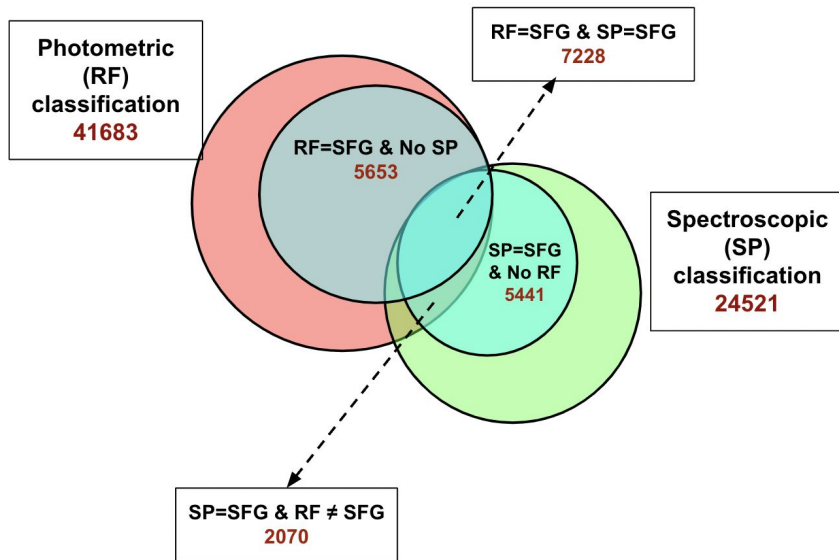 Photometric
(RF)
classification
41683
RF=SFG & SP=SFG
7228
RF=SFG & No SP
5653
SP=SFG
& No RF
5441
Spectroscopic
(SP)
classification
24521
SP=SFG & RF ≠ SFG
2070